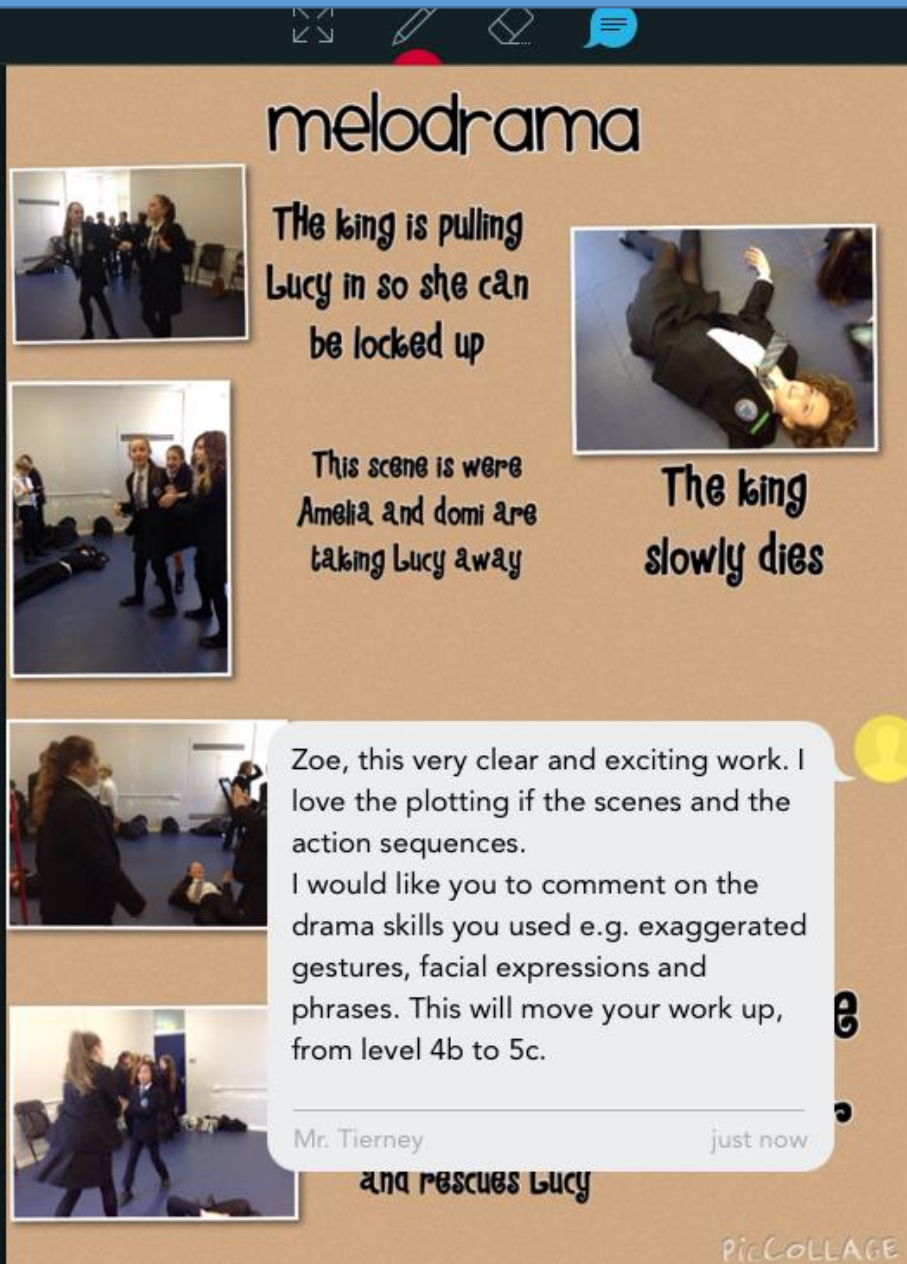 melodrama
THe king is pulling
Lucy in so she can
be locked up
This scene is were
Amelia and domi are
taking Lucy away
The king
slowly dies
Zoe, this very clear and exciting work. I
love the plotting if the scenes and the
action sequences.
I would like you to comment on the
drama skills you used e.g. exaggerated
gestures, facial expressions and
phrases. This will move your work up,
from level 4b to 5c.
Mr. Tierney
just now
and rescues Lucy
PicCOLLAGE